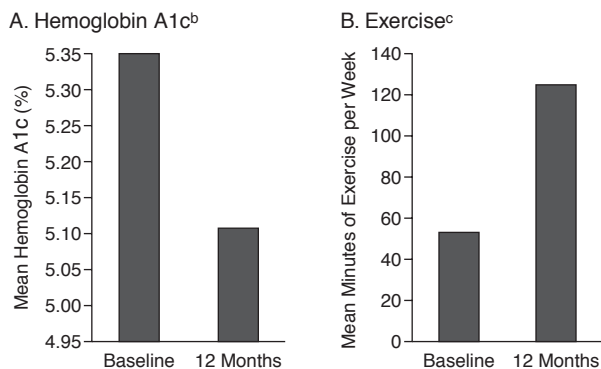 A. Hemoglobin A1cᵇ
Mean Hemoglobin A1c (%)
5.35
5.30
5.25
5.20
5.15
5.10
5.05
5.00
4.95
Baseline
12 Months
B. Exerciseᶜ
Mean Minutes of Exercise per Week
140
120
100
80
60
40
20
0
Baseline
12 Months